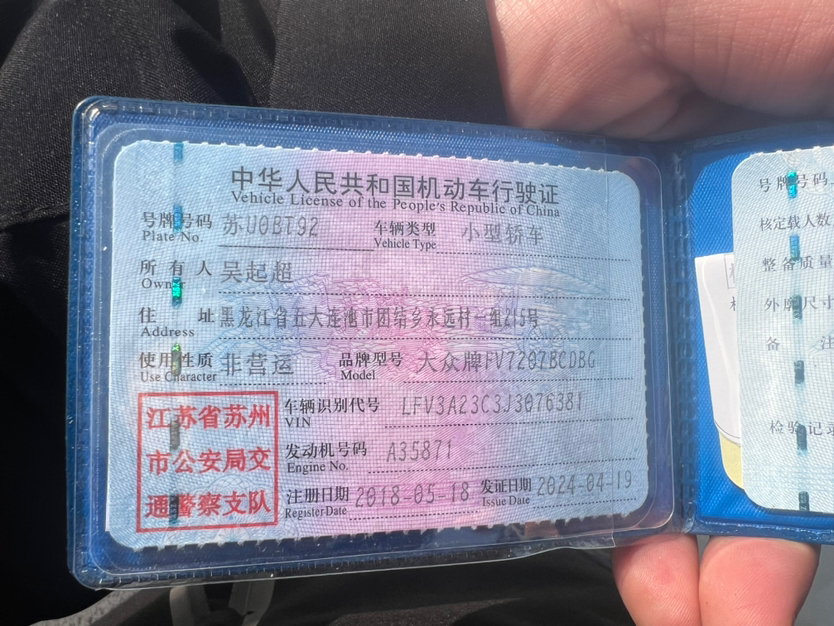 中华人民共和国机动车行驶证
Vehicle License of the People's Republic of China
号牌号码 苏U0BT92 车辆类型 小型轿车
Plate No. Vehicle Type
所有人 吴起超
Owner
住址 黑龙江省五大连池市团结乡永远村一组215号
Address
使用性质 非营运 品牌型号 大众牌FV7207BCDBG
Use Character Model
车辆识别代号 LFV3A23C3J3076381
VIN
发动机号码 A35871
Engine No.
注册日期 2018-05-18 发证日期 2024-04-19
Register Date Issue Date
江苏省苏州
市公安局交
通警察支队
号牌号码
核定载人数
整备质量
外廓尺寸
备注
检验记录